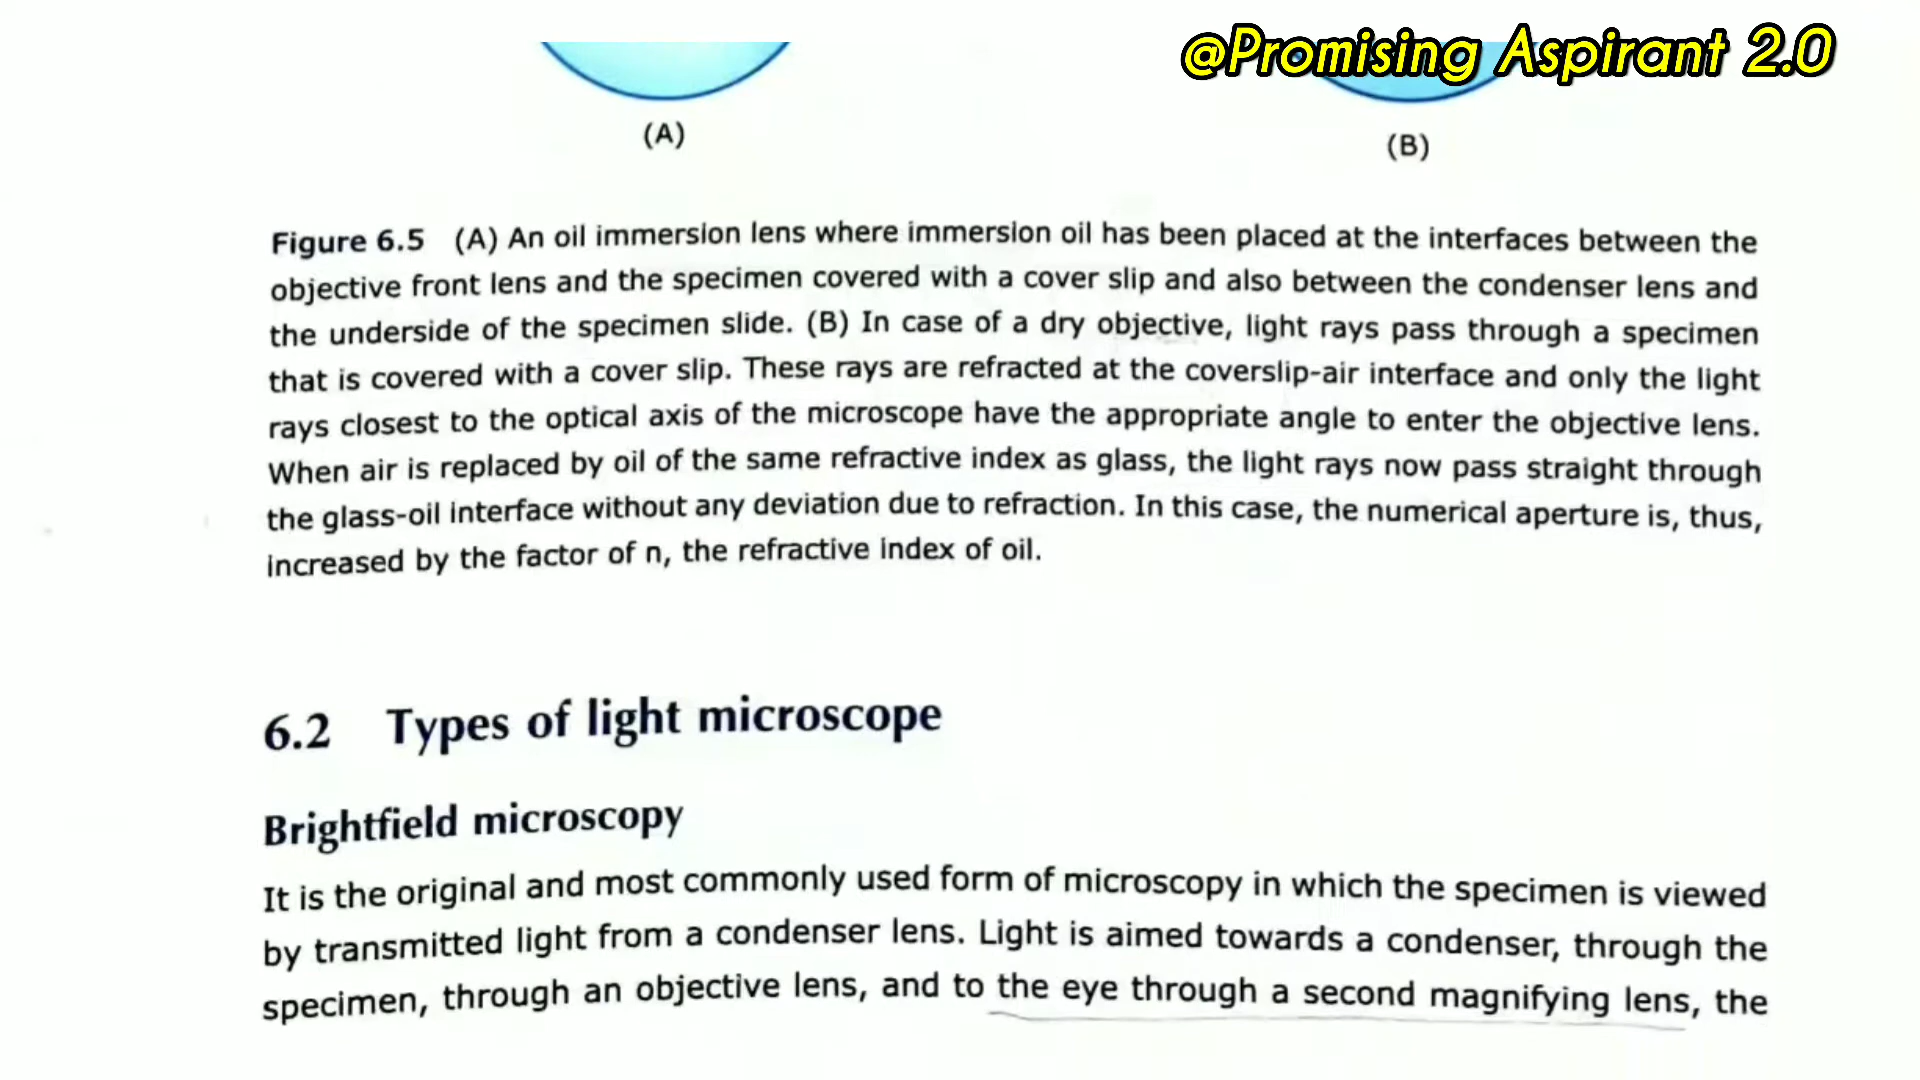 @Promising Aspirant 2.0
(A)
(B)
Figure 6.5 (A) An oil immersion lens where immersion oil has been placed at the interfaces between the
objective front lens and the specimen covered with a cover slip and also between the condenser lens and
the underside of the specimen slide. (B) In case of a dry objective, light rays pass through a specimen
that is covered with a cover slip. These rays are refracted at the coverslip-air interface and only the light
rays closest to the optical axis of the microscope have the appropriate angle to enter the objective lens.
When air is replaced by oil of the same refractive index as glass, the light rays now pass straight through
the glass-oil interface without any deviation due to refraction. In this case, the numerical aperture is, thus,
increased by the factor of n, the refractive index of oil.
6.2 Types of light microscope
Brightfield microscopy
It is the original and most commonly used form of microscopy in which the specimen is viewed
by transmitted light from a condenser lens. Light is aimed towards a condenser, through the
specimen, through an objective lens, and to the eye through a second magnifying lens, the